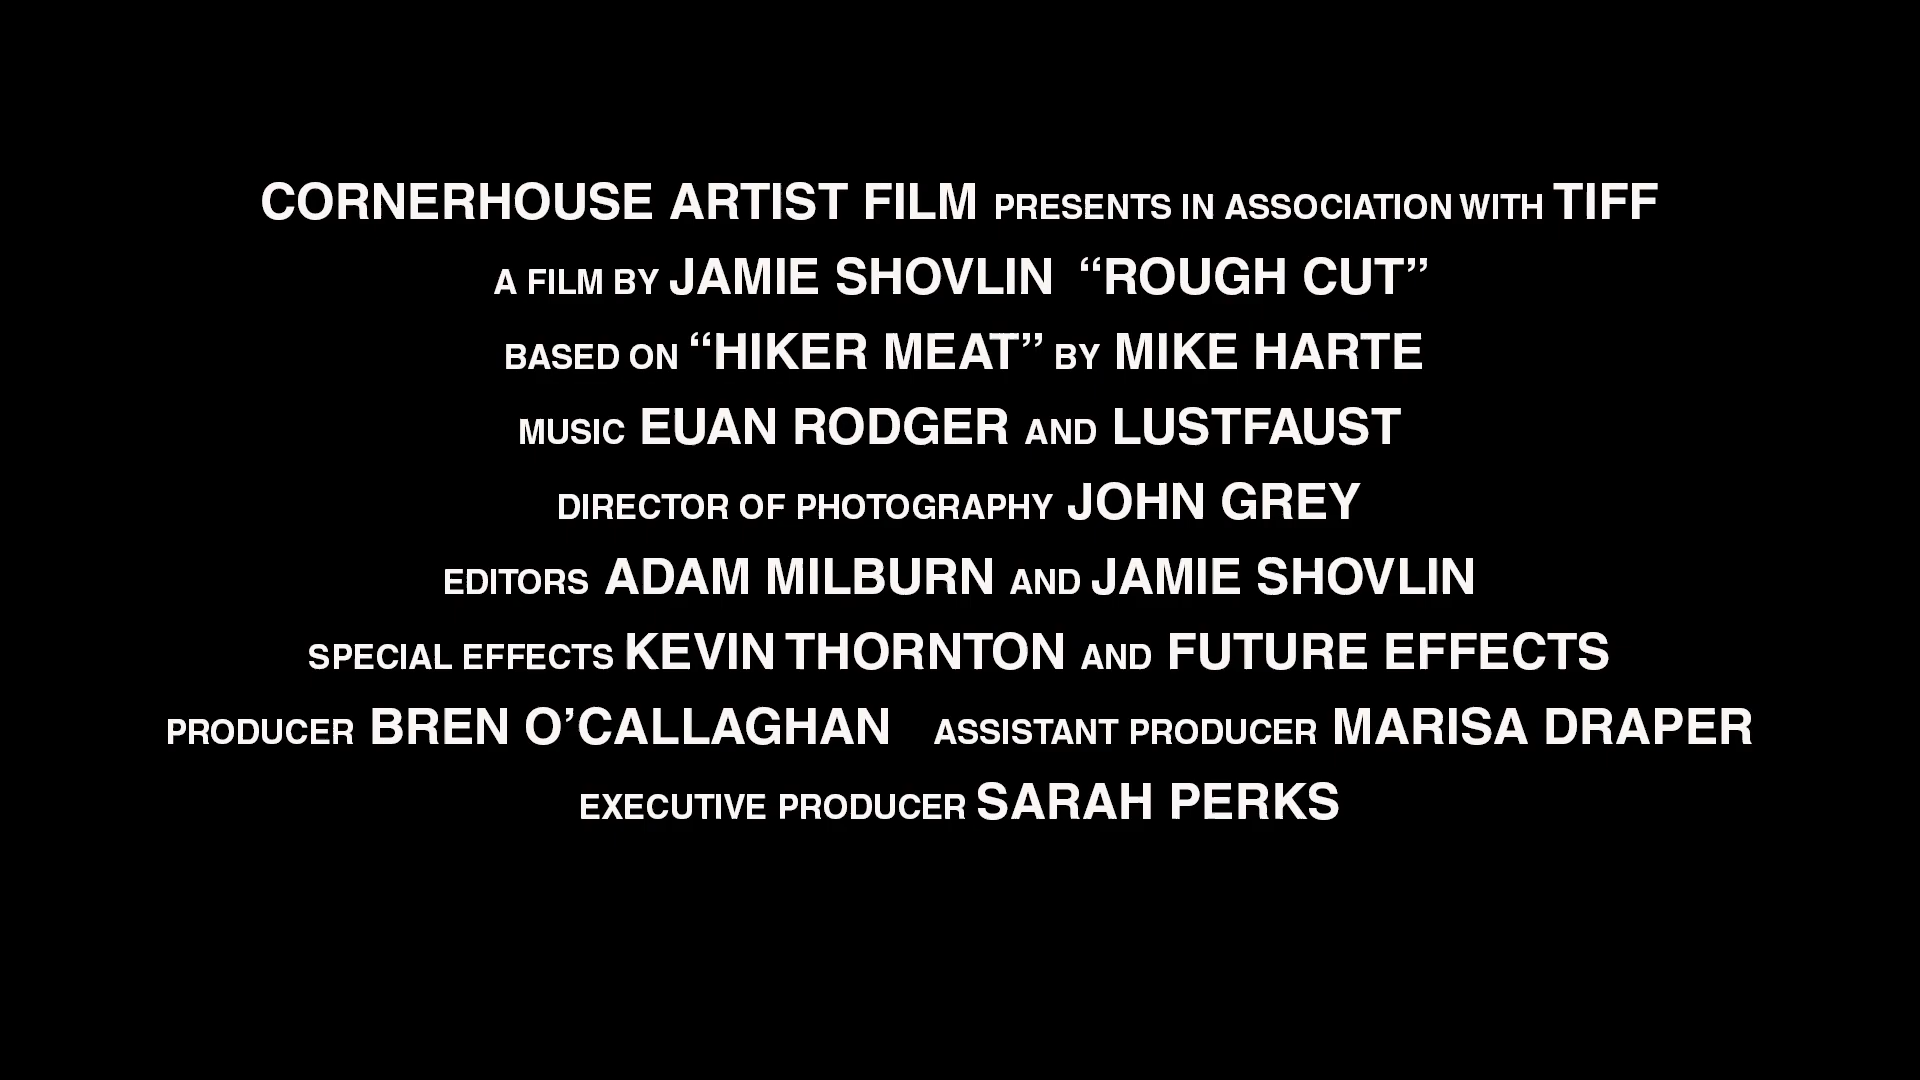 CORNERHOUSE ARTIST FILM PRESENTS IN ASSOCIATION WITH TIFF
A FILM BY JAMIE SHOVLIN “ROUGH CUT”
BASED ON “HIKER MEAT” BY MIKE HARTE
MUSIC EUAN RODGER AND LUSTFAUST
DIRECTOR OF PHOTOGRAPHY JOHN GREY
EDITORS ADAM MILBURN AND JAMIE SHOVLIN
SPECIAL EFFECTS KEVIN THORNTON AND FUTURE EFFECTS
PRODUCER BREN O’CALLAGHAN ASSISTANT PRODUCER MARISA DRAPER
EXECUTIVE PRODUCER SARAH PERKS